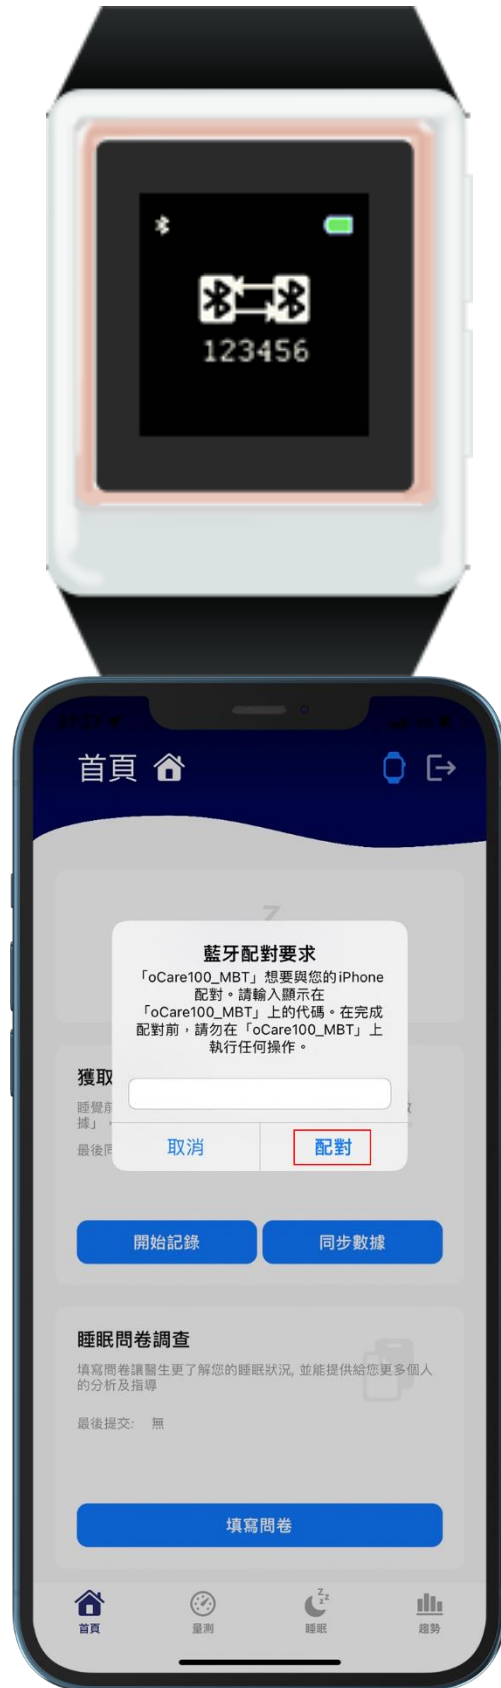 123456
首頁
藍牙配對要求
「oCare100_MBT」想要與您的iPhone
配對。請輸入顯示在
「oCare100_MBT」上的代碼。在完成
配對前，請勿在「oCare100_MBT」上
執行任何操作。
取消
配對
獲取
睡覺前
據」，
最後同
開始記錄
同步數據
睡眠問卷調查
填寫問卷讓醫生更了解您的睡眠狀況, 並能提供給您更多個人
的分析及指導
最後提交: 無
填寫問卷
首頁
量測
睡眠
趨勢